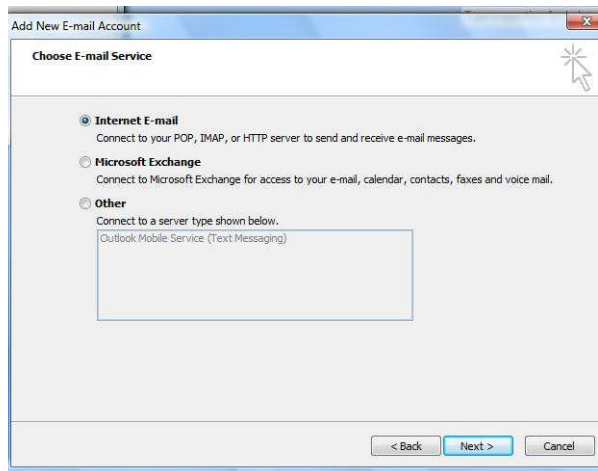 Add New E-mail Account
Choose E-mail Service
Internet E-mail
Connect to your POP, IMAP, or HTTP server to send and receive e-mail messages.
Microsoft Exchange
Connect to Microsoft Exchange for access to your e-mail, calendar, contacts, faxes and voice mail.
Other
Connect to a server type shown below.
Outlook Mobile Service (Text Messaging)
< Back Next > Cancel